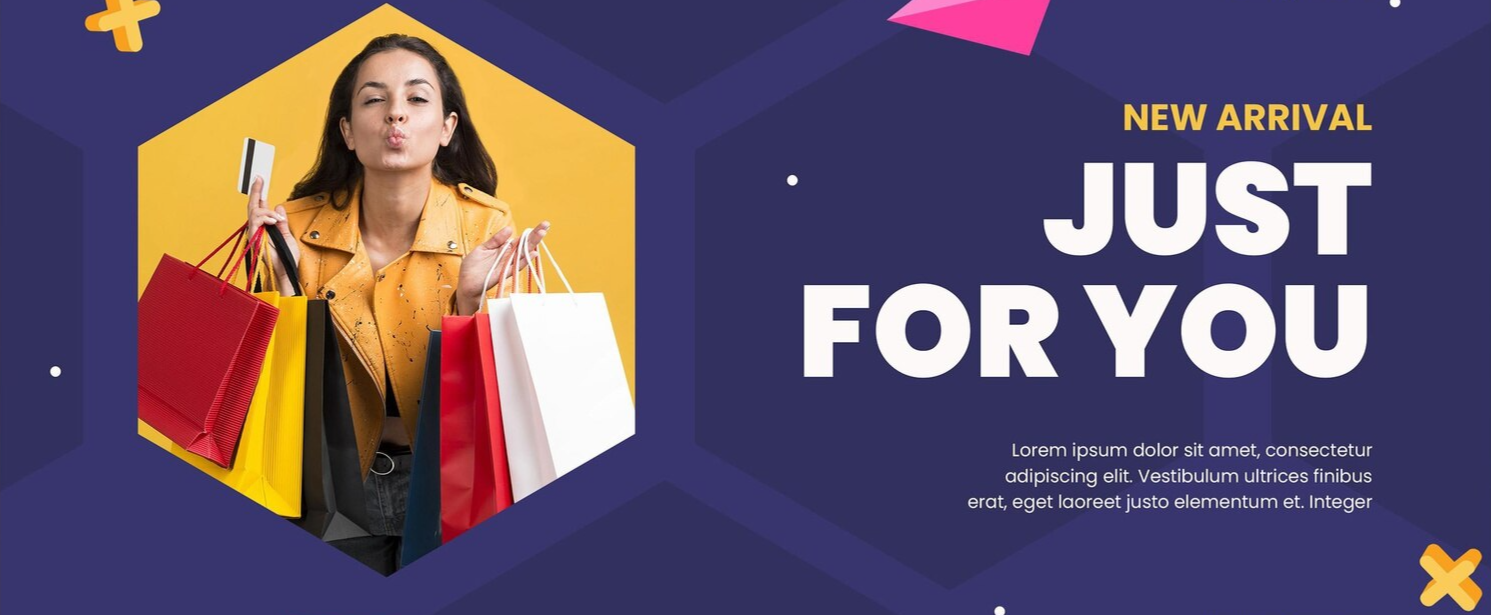 NEW ARRIVAL
JUST
FOR YOU
Lorem ipsum dolor sit amet, consectetur
adipiscing elit. Vestibulum ultrices finibus
erat, eget laoreet justo elementum et. Integer